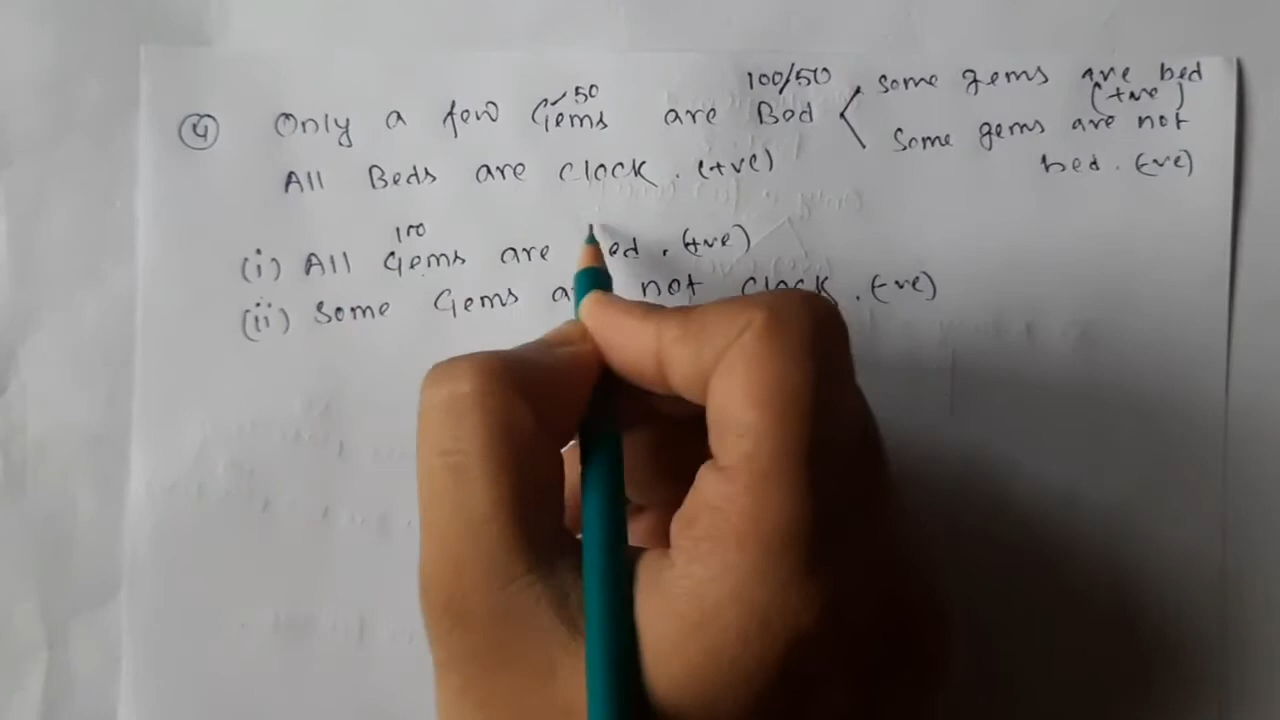 100/50 some gems are bed
④ Only a few Gems 50 are Bed (+ve)
Some gems are not
All Beds are clock. (+ve) bed. (-ve)
100
(i) All Gems are ed. (+ve)
(ii) Some Gems a not clock. (-ve)